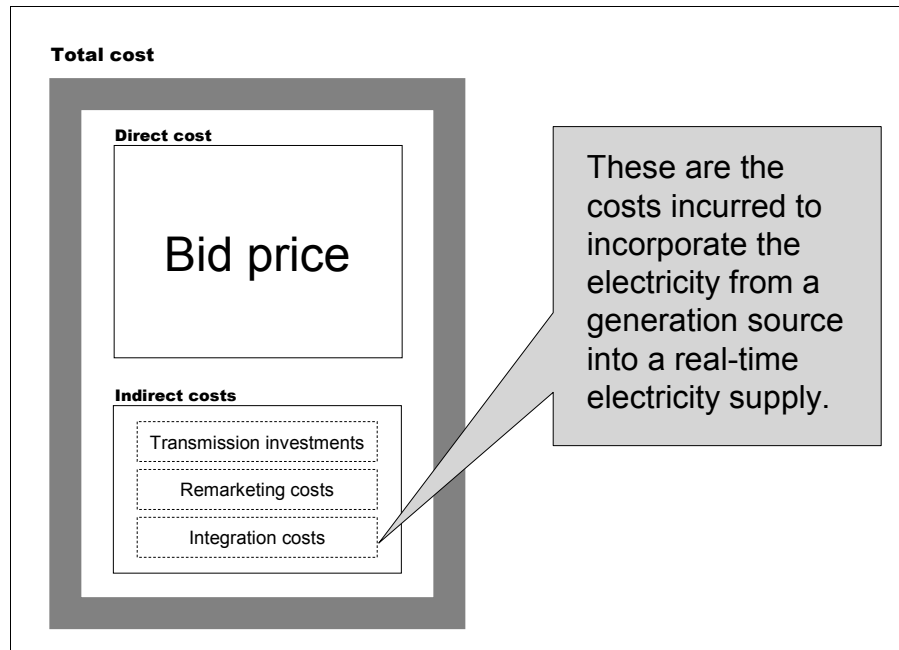 Total cost
Direct cost
Bid price
Indirect costs
Transmission investments
Remarketing costs
Integration costs
These are the
costs incurred to
incorporate the
electricity from a
generation source
into a real-time
electricity supply.